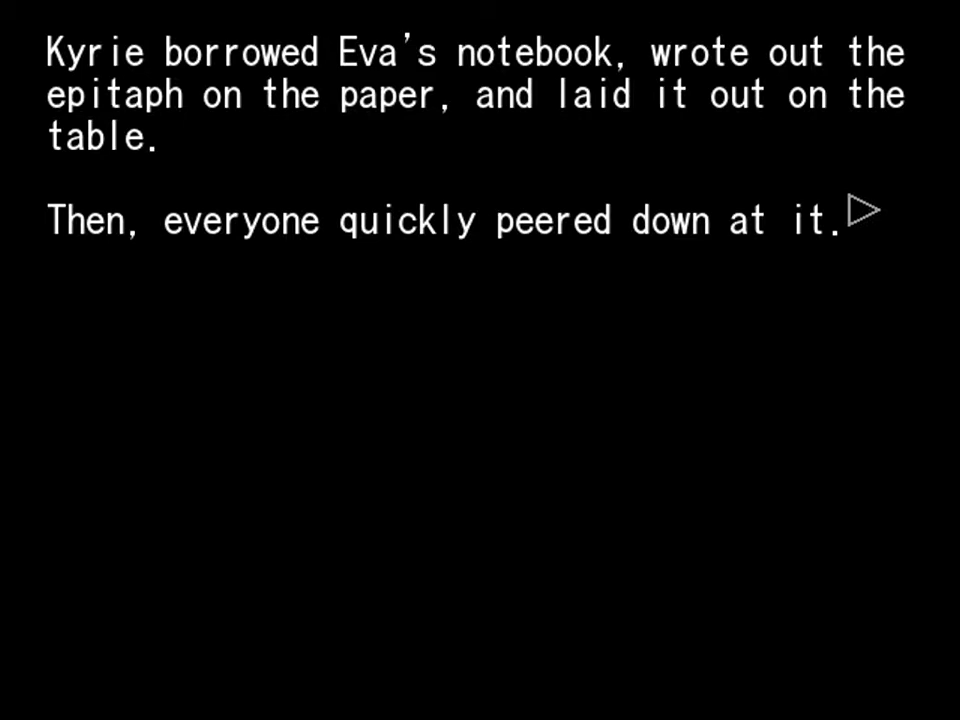 Kyrie borrowed Eva's notebook, wrote out the
epitaph on the paper, and laid it out on the
table.
Then, everyone quickly peered down at it.